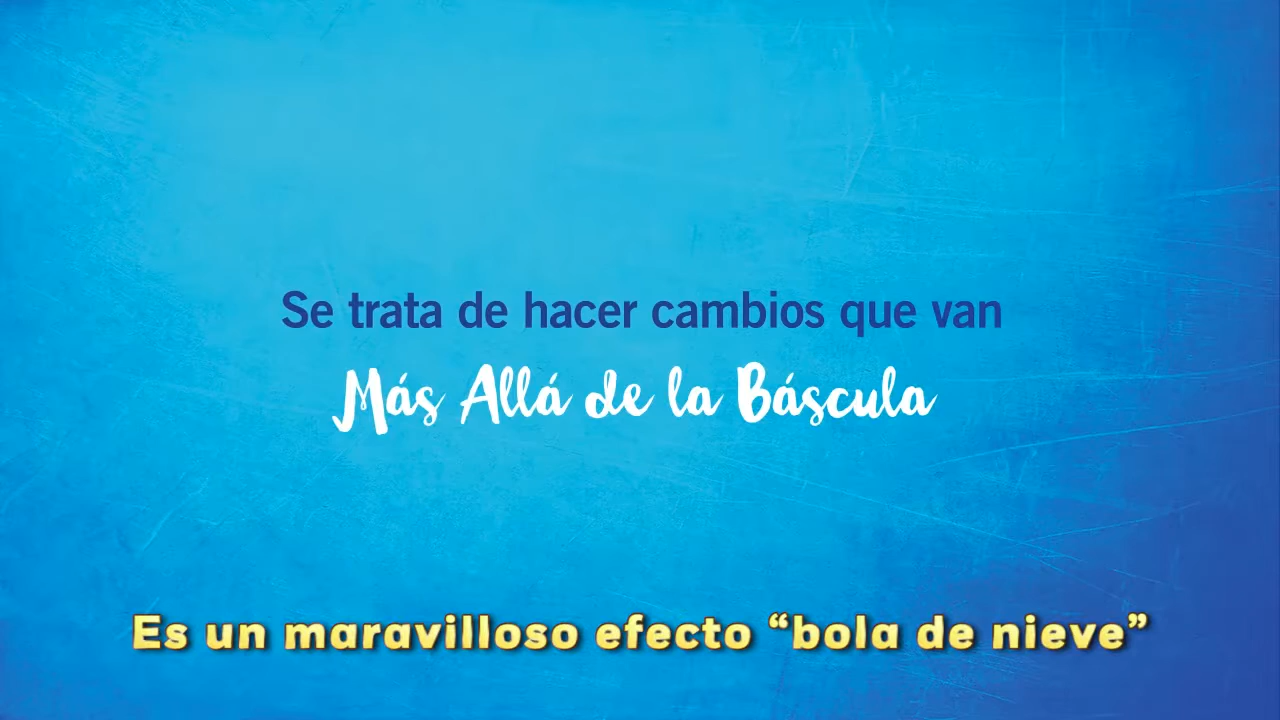 Se trata de hacer cambios que van
Más Allá de la Báscula
Es un maravilloso efecto “bola de nieve”